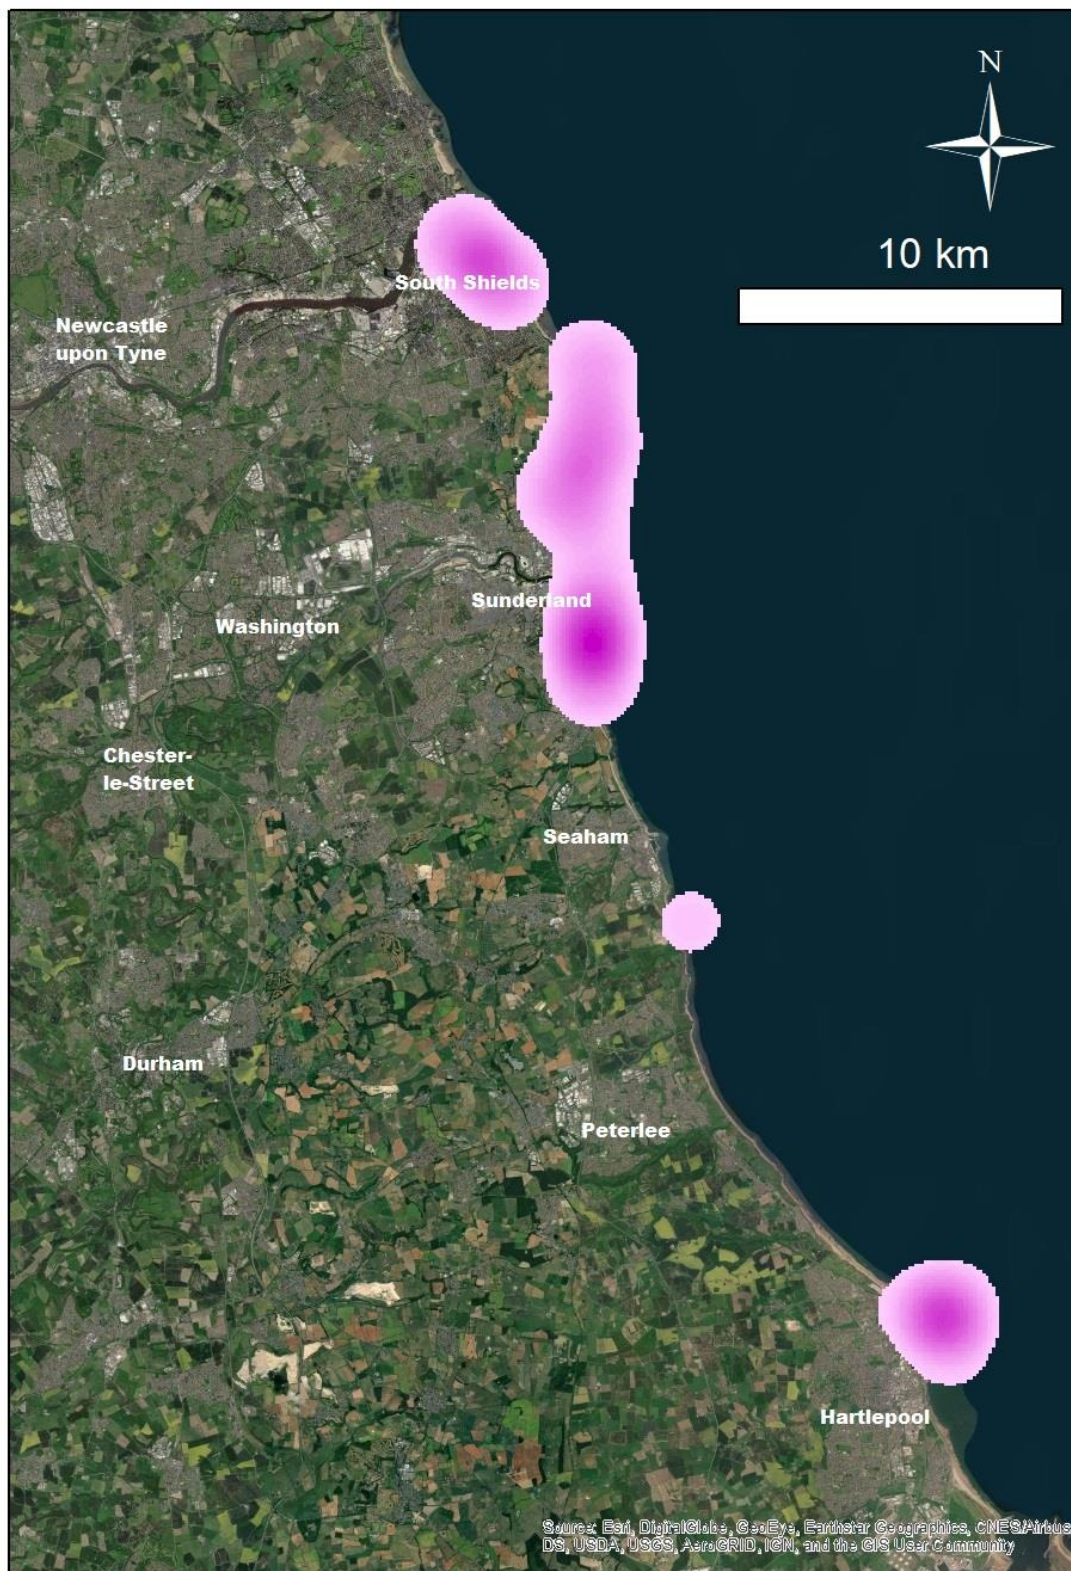 N
10 km
South Shields
Newcastle
upon Tyne
Sunderland
Washington
Chester-
le-Street
Seaham
Durham
Peterlee
Hartlepool
Source: Esri, DigitalGlobe, GeoEye, Earthstar Geographics, CNES/Airbus
DS, USDA, USGS, AeroGRID, IGN, and the GIS User Community